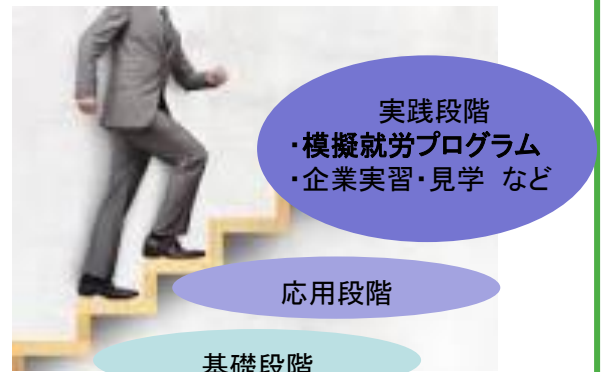 実践段階
・模擬就労プログラム
・企業実習・見学 など
応用段階
基礎段階